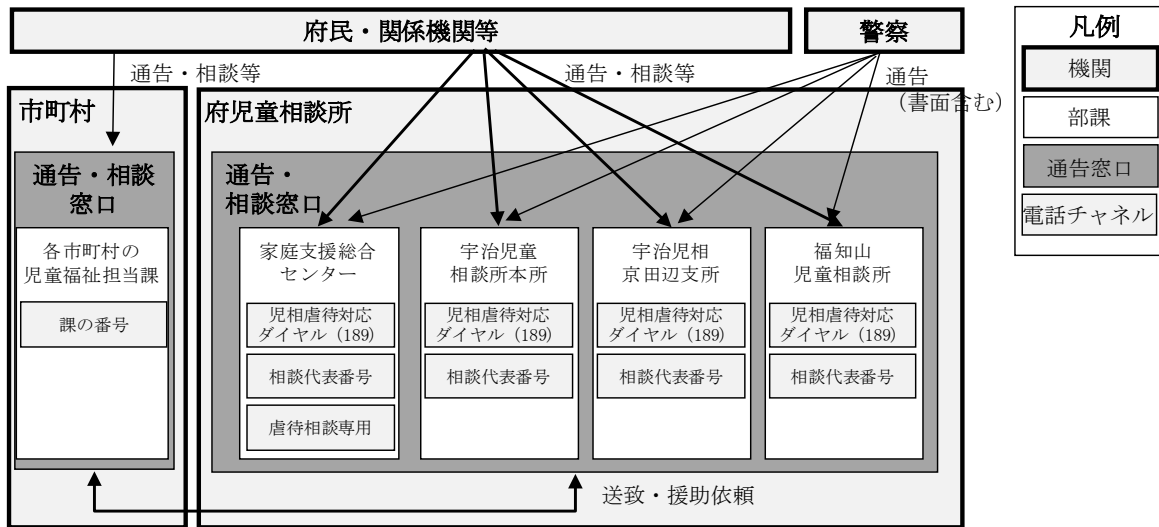 府民・関係機関等
警察
通告・相談等
通告・相談等
通告
（書面含む）
市町村
通告・相談
窓口
各市町村の
児童福祉担当課
課の番号
府児童相談所
通告・
相談窓口
家庭支援総合
センター
児相虐待対応
ダイヤル (189)
相談代表番号
虐待相談専用
宇治児童
相談所本所
児相虐待対応
ダイヤル (189)
相談代表番号
宇治児相
京田辺支所
児相虐待対応
ダイヤル (189)
相談代表番号
福知山
児童相談所
児相虐待対応
ダイヤル (189)
相談代表番号
送致・援助依頼
凡例
機関
部課
通告窓口
電話チャネル